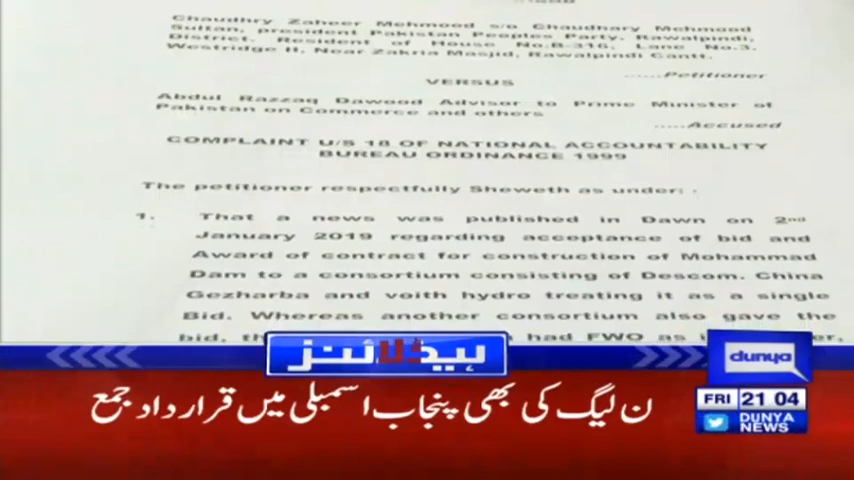 Chaudhry Zaheer Mehmood s/o Chaudhary Mehmood
Sultan, president Pakistan Peoples Party, Rawalpindi,
District. Resident of House No.B-316, Lane No.3.
Westridge II, Near Zakria Masjid, Rawalpindi Cantt.
......Petitioner
VERSUS
Abdul Razzaq Dawood Advisor to Prime Minister of
Pakistan on Commerce and others
.....Accused
COMPLAINT U/S 18 OF NATIONAL ACCOUNTABILITY
BUREAU ORDINANCE 1999
The petitioner respectfully Sheweth as under: -
1. That a news was published in Dawn on 2nd
January 2019 regarding acceptance of bid and
Award of contract for construction of Mohammad
Dam to a consortium consisting of Descom. China
Gezharba and voith hydro treating it as a single
Bid. Whereas another consortium also gave the
bid, had FWO as
ہیڈلائنز
dunya
ن لیگ کی بھی پنجاب اسمبلی میں قرارداد جمع
FRI 21 04
DUNYA
NEWS